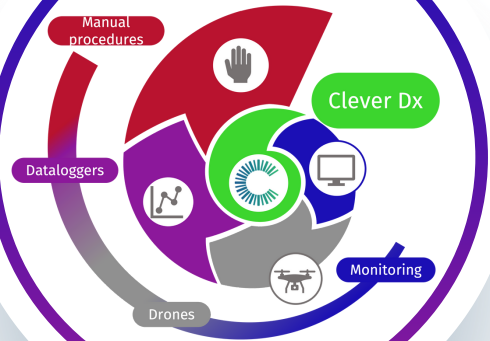 Manual
procedures
Clever Dx
Dataloggers
Monitoring
Drones